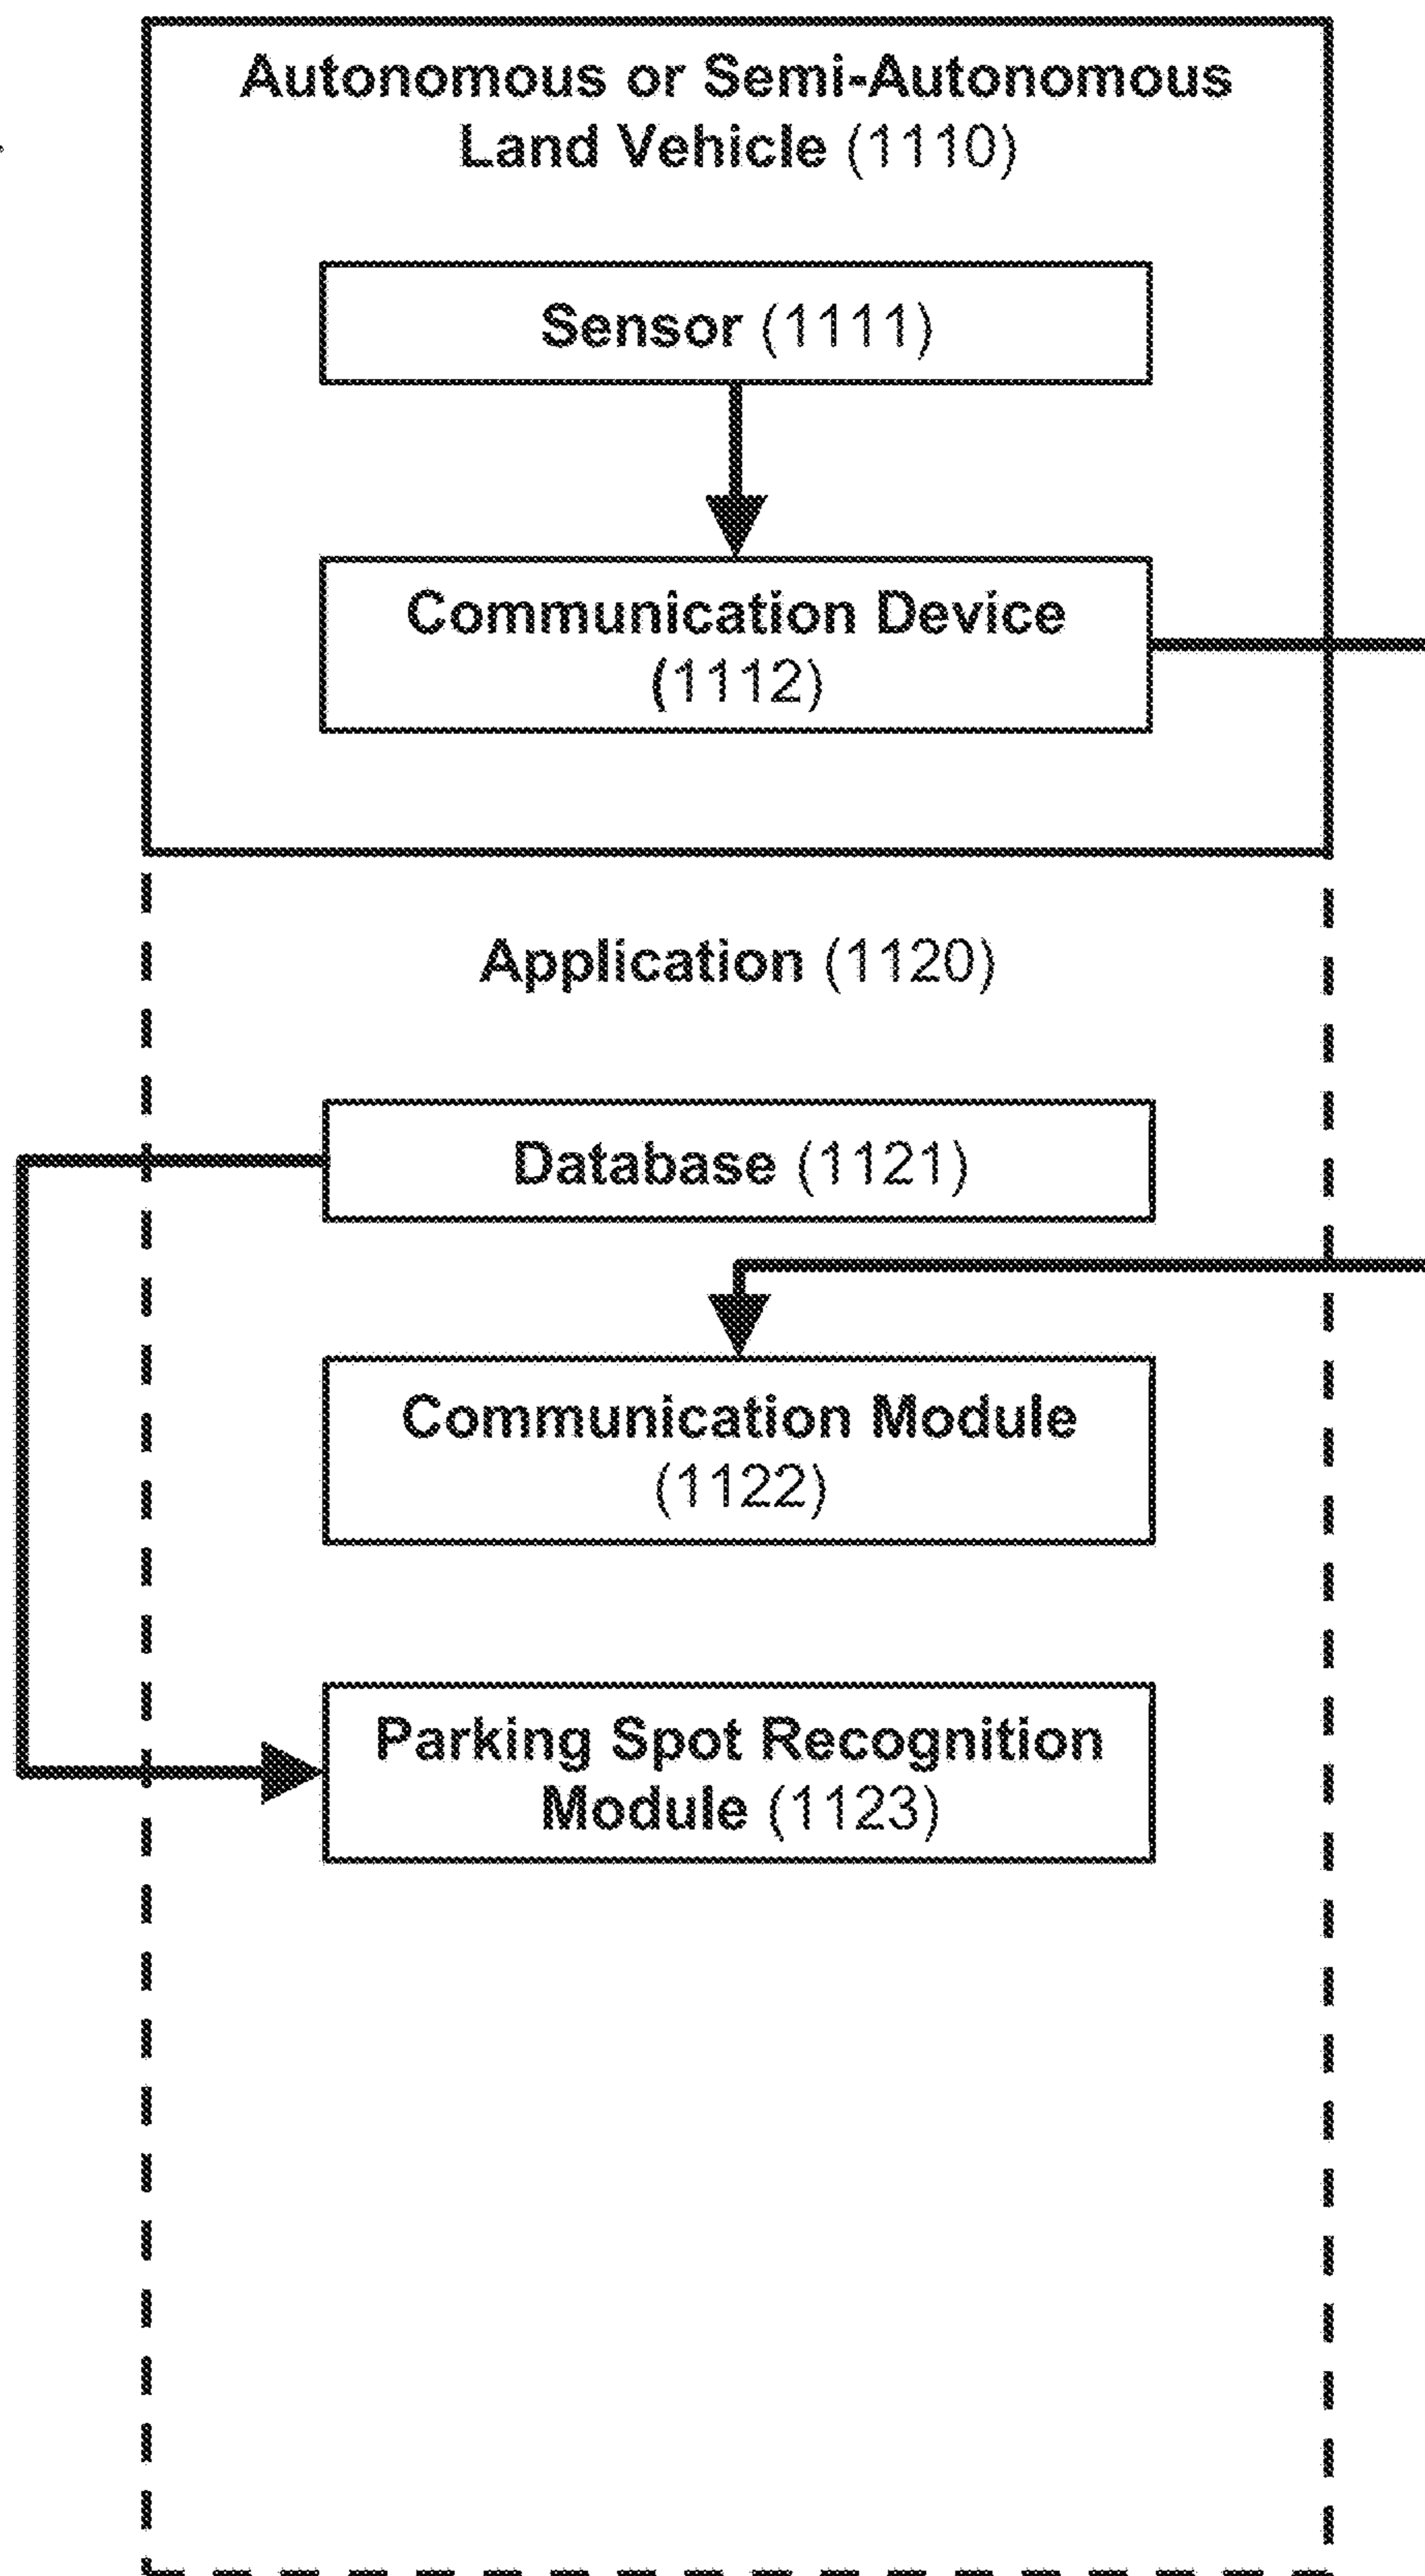 Autonomous or Semi-Autonomous
Land Vehicle (1110)
Sensor (1111)
Communication Device
(1112)
Application (1120)
Database (1121)
Communication Module
(1122)
Parking Spot Recognition
Module (1123)